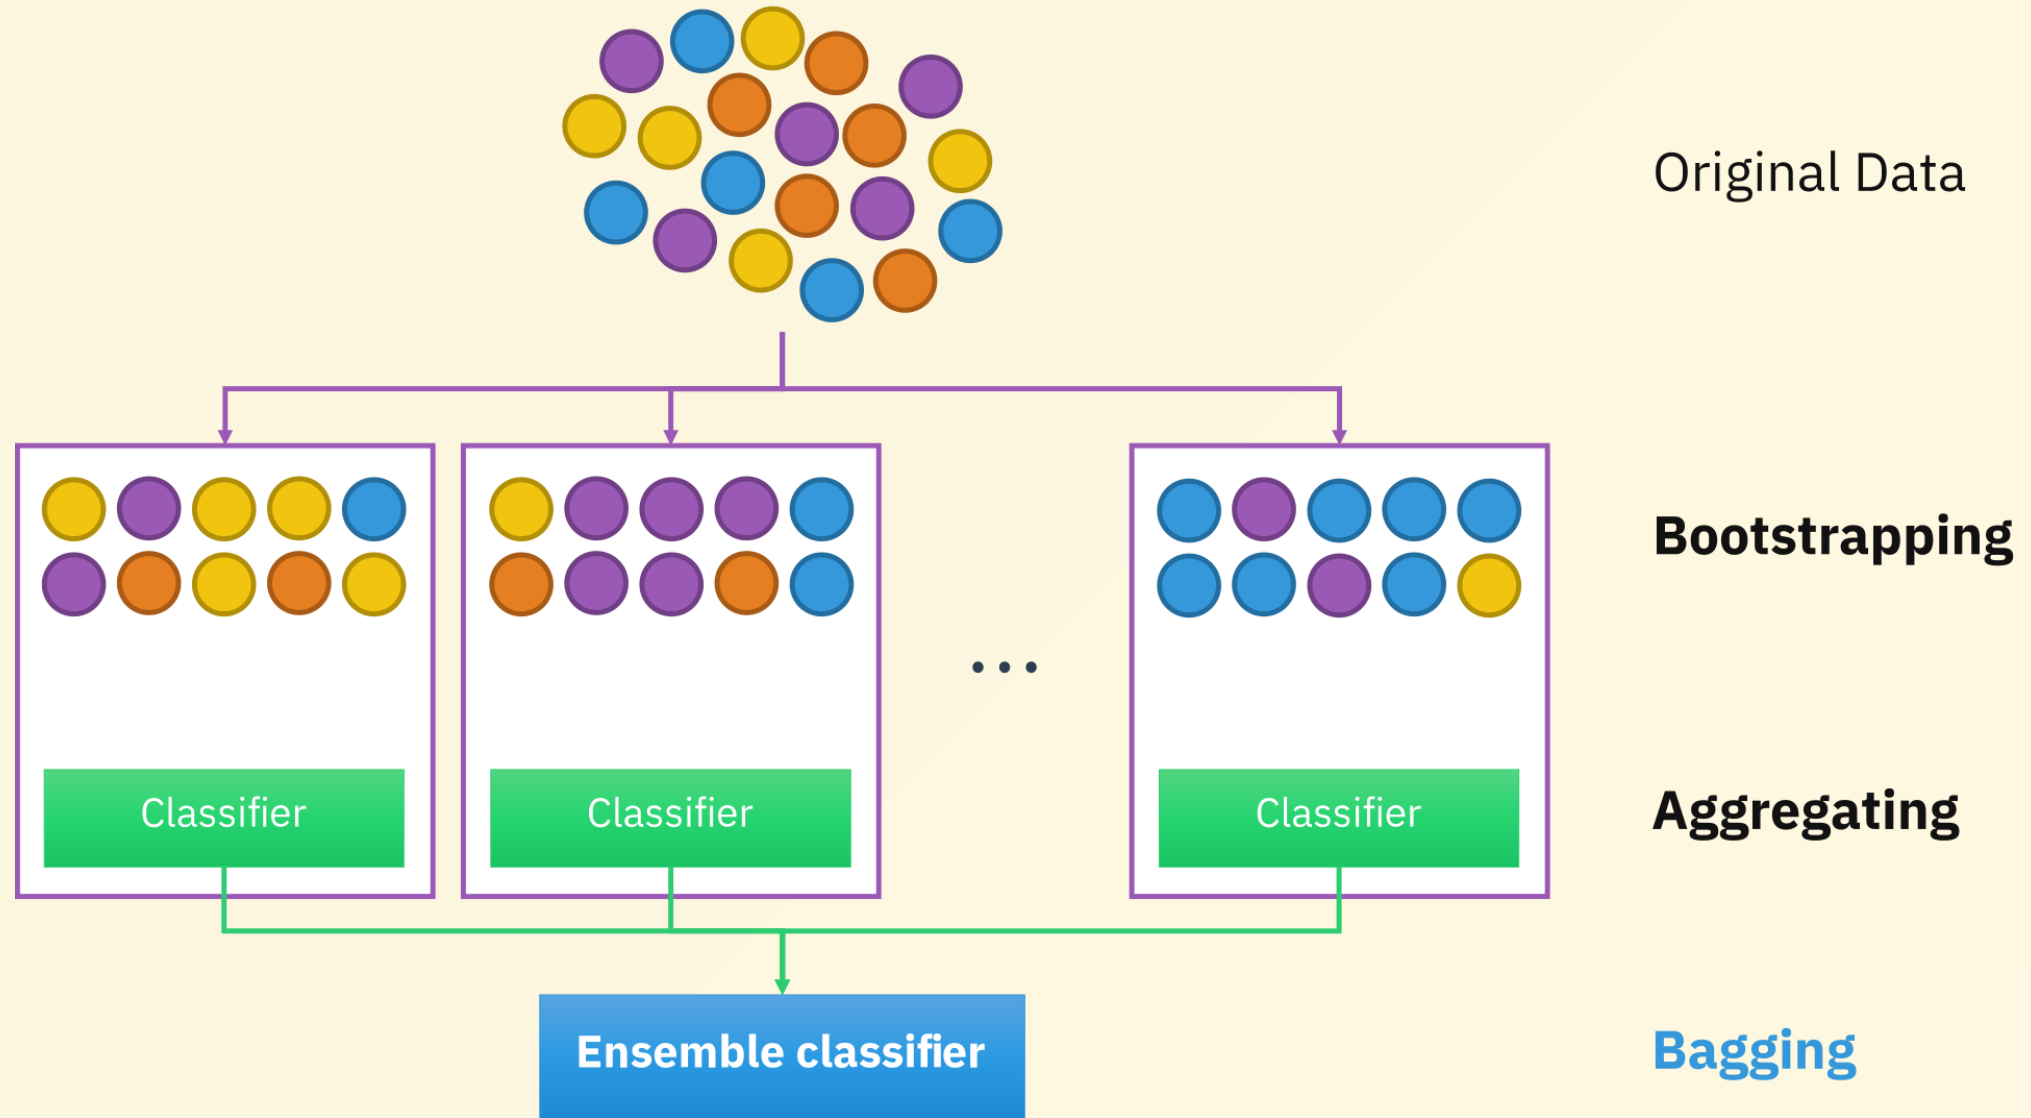 Original Data
Bootstrapping
...
Classifier
Classifier
Classifier
Aggregating
Ensemble classifier
Bagging